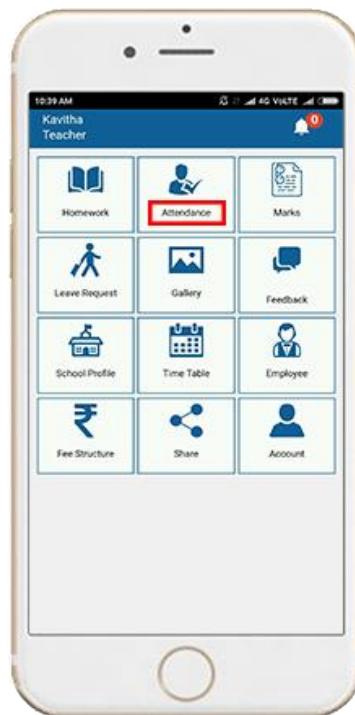 10:39 AM 4G VoLTE
Kavitha
Teacher
0
Homework Attendance Marks
Leave Request Gallery Feedback
School Profile Time Table Employee
Fee Structure Share Account